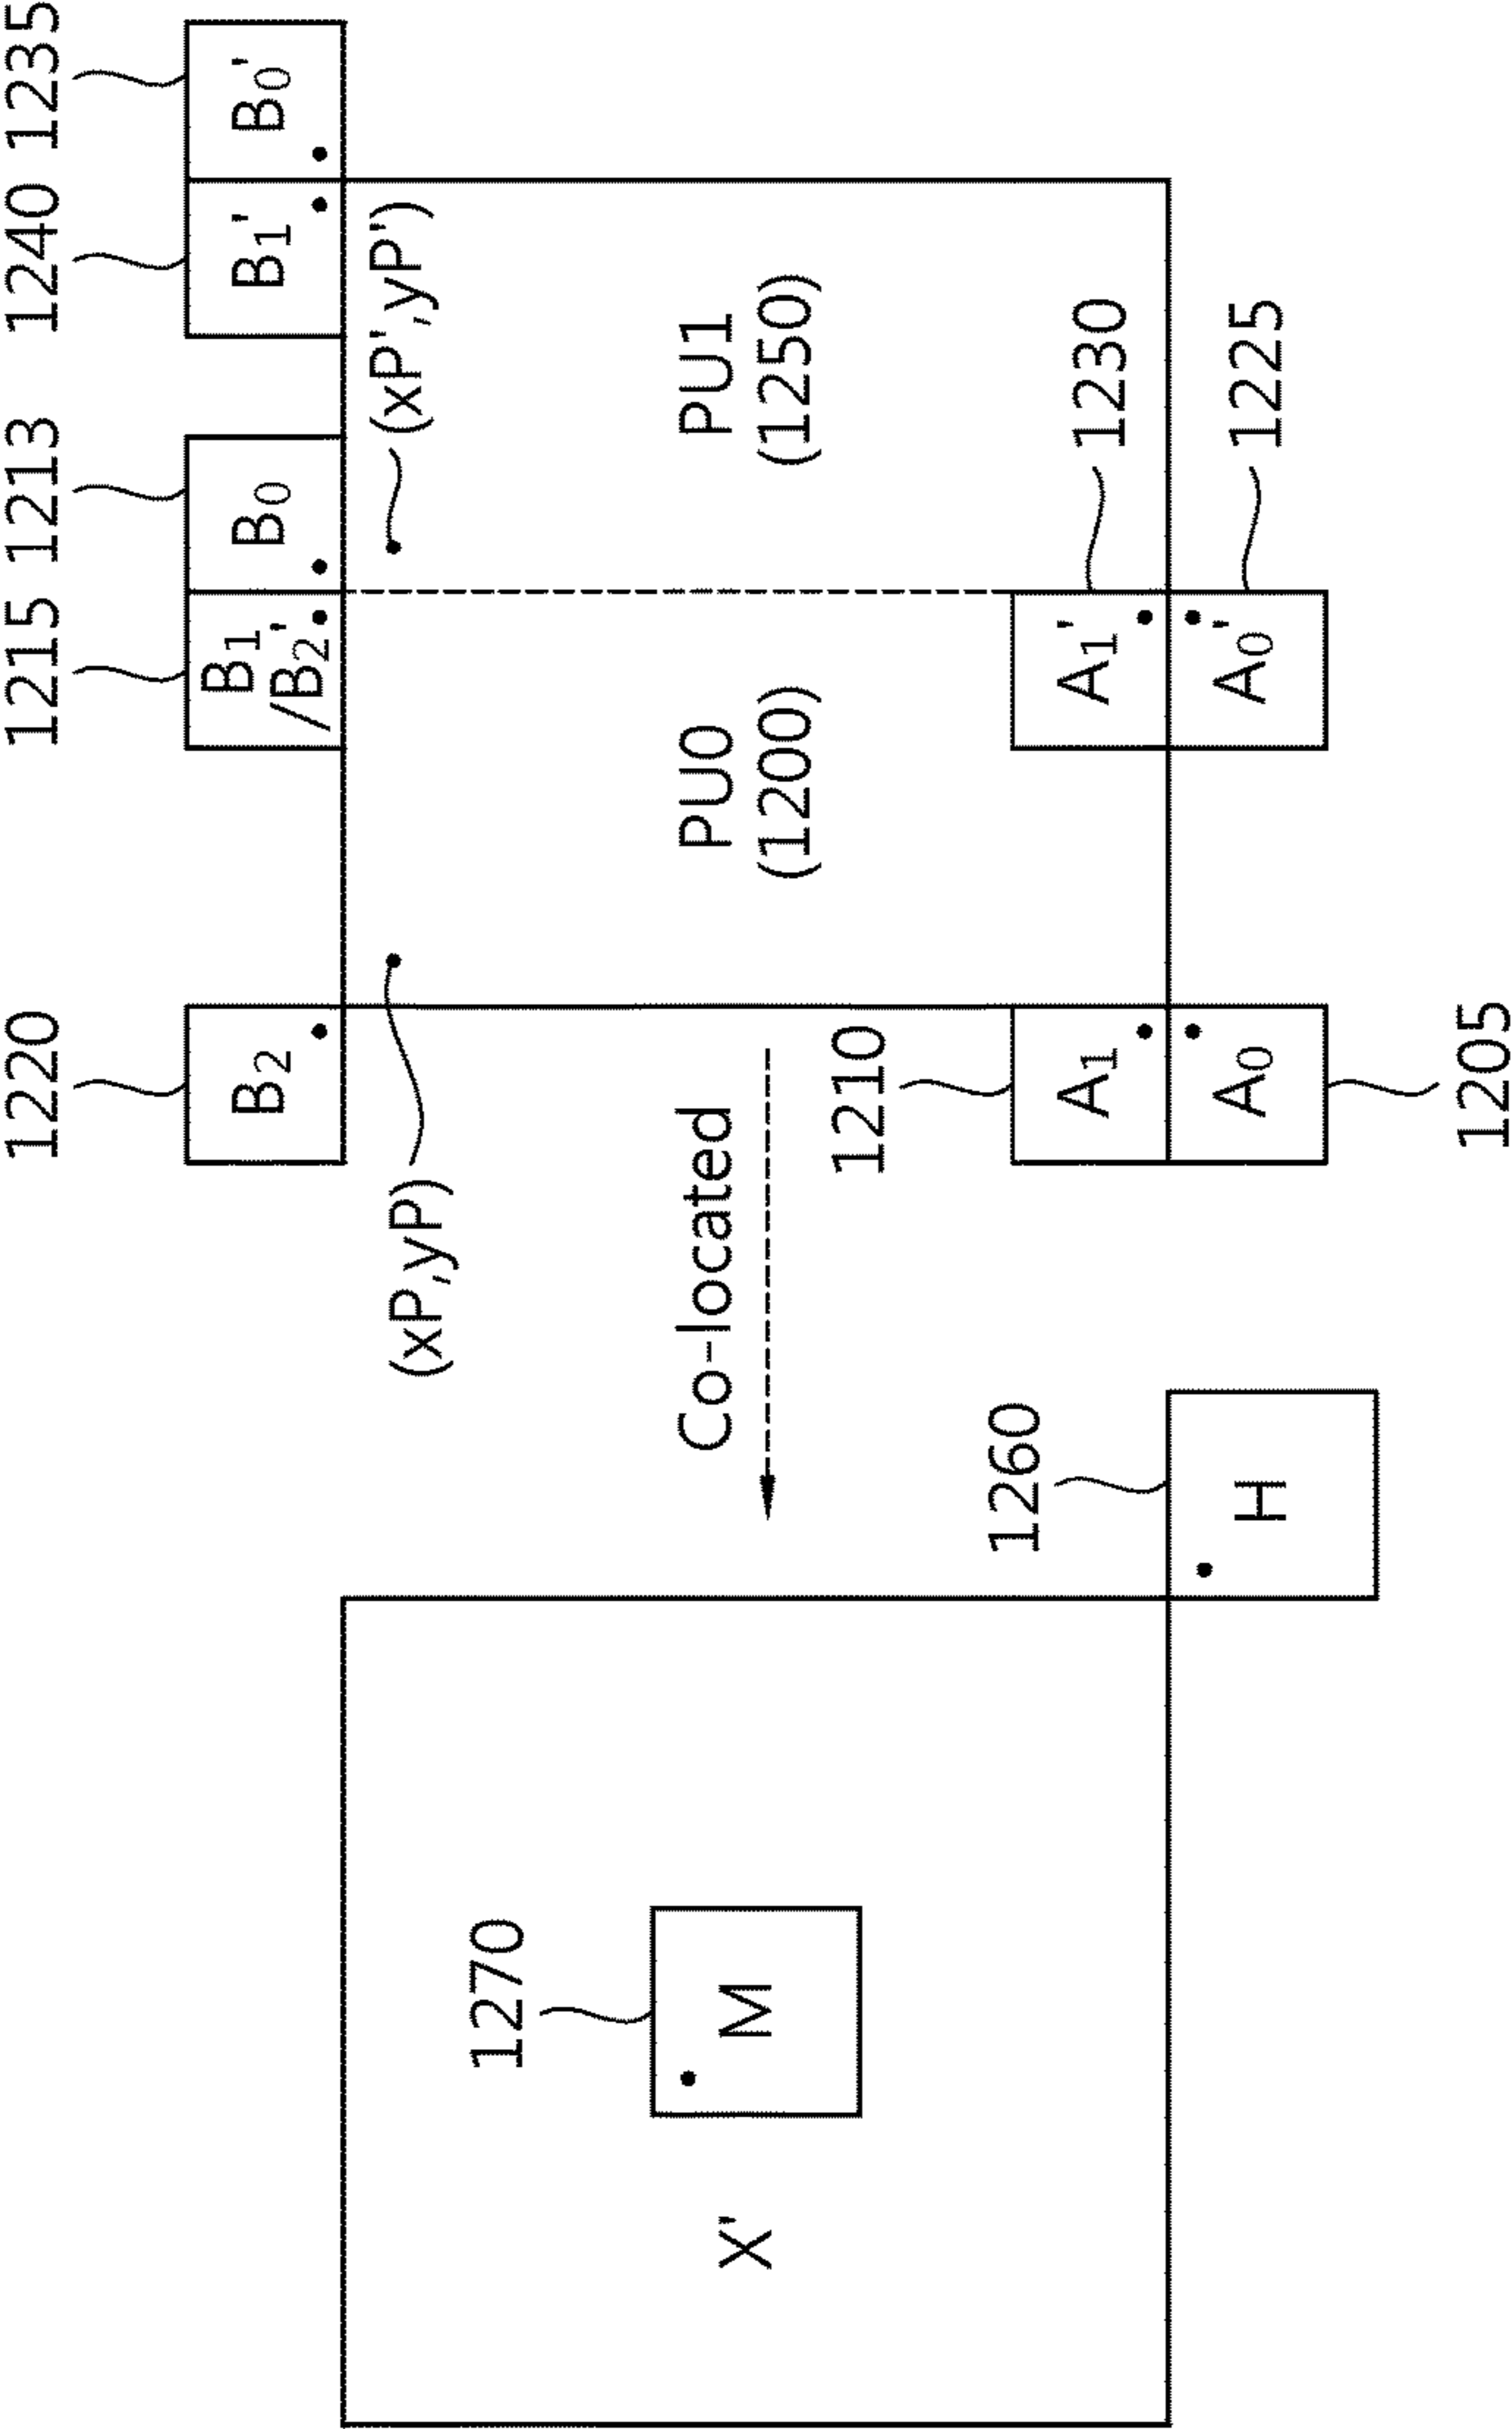 1220
1215
1213
1240
1235
B2
B1
/B2'
B0
B1'
B0'
(xP,yP)
(xP',yP')
X'
1270
M
Co-located
PU0
(1200)
PU1
(1250)
1260
H
1210
A1
A0
1205
A1'
A0'
1230
1225